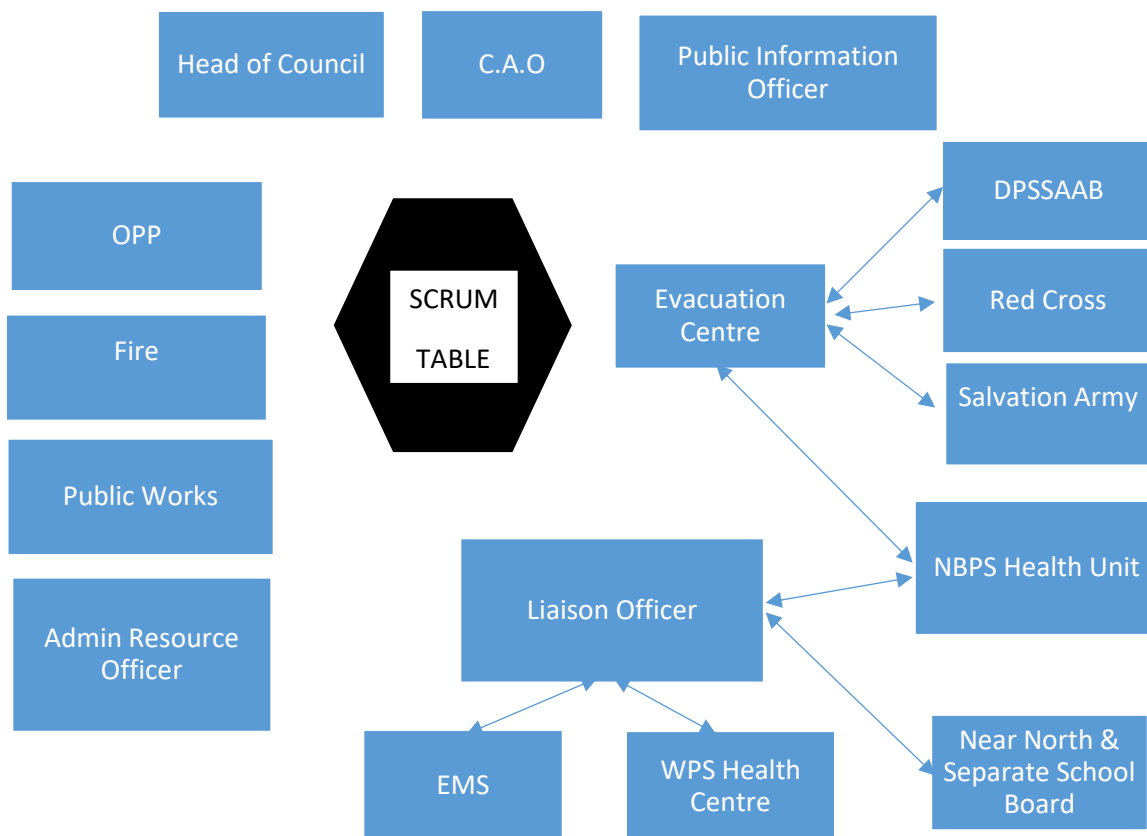 Head of Council
C.A.O
Public Information
Officer
OPP
Fire
Public Works
Admin Resource
Officer
SCRUM
TABLE
Evacuation
Centre
DPSSAAB
Red Cross
Salvation Army
NBPS Health Unit
Liaison Officer
EMS
WPS Health
Centre
Near North &
Separate School
Board